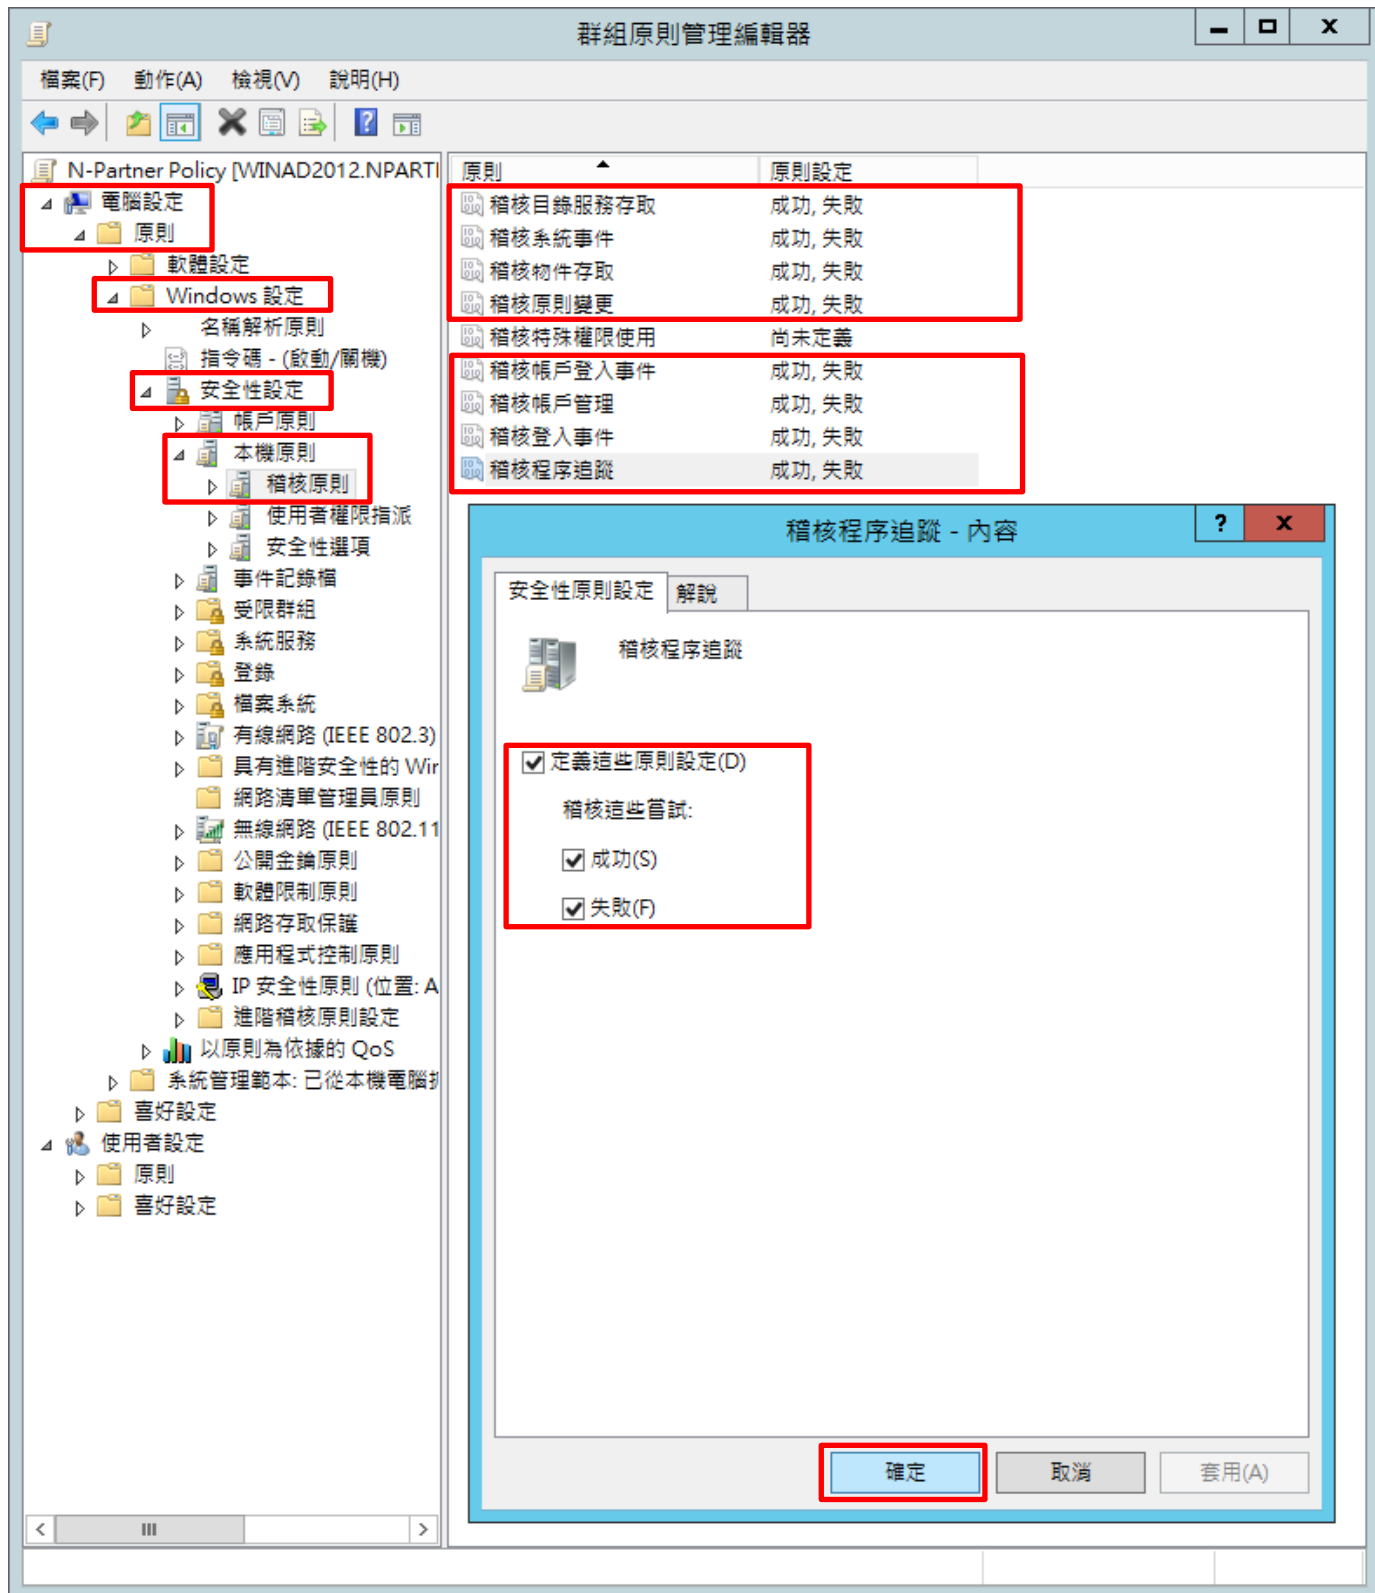 群組原則管理編輯器
檔案(F) 動作(A) 檢視(V) 說明(H)
N-Partner Policy [WINAD2012.NPARTI
電腦設定
原則
軟體設定
Windows 設定
名稱解析原則
指令碼 - (啟動/關機)
安全性設定
帳戶原則
本機原則
稽核原則
使用者權限指派
安全性選項
事件記錄檔
受限群組
系統服務
登錄
檔案系統
有線網路 (IEEE 802.3)
具有進階安全性的 Wir
網路清單管理員原則
無線網路 (IEEE 802.11
公開金鑰原則
軟體限制原則
網路存取保護
應用程式控制原則
IP 安全性原則 (位置: A
進階稽核原則設定
以原則為依據的 QoS
系統管理範本: 已從本機電腦
喜好設定
使用者設定
原則
喜好設定
原則 原則設定
稽核目錄服務存取 成功, 失敗
稽核系統事件 成功, 失敗
稽核物件存取 成功, 失敗
稽核原則變更 成功, 失敗
稽核特殊權限使用 尚未定義
稽核帳戶登入事件 成功, 失敗
稽核帳戶管理 成功, 失敗
稽核登入事件 成功, 失敗
稽核程序追蹤 成功, 失敗
稽核程序追蹤 - 內容
安全性原則設定 解說
稽核程序追蹤
定義這些原則設定(D)
稽核這些嘗試:
成功(S)
失敗(F)
確定 取消 套用(A)